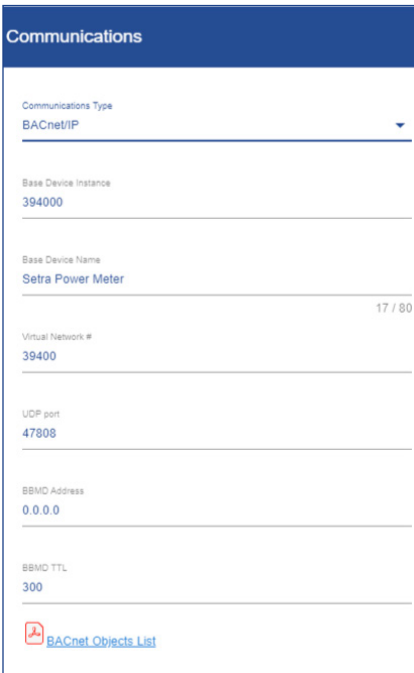 Communications
Communications Type
BACnet/IP
Base Device Instance
394000
Base Device Name
Setra Power Meter
17 / 80
Virtual Network #
39400
UDP port
47808
BBMD Address
0.0.0.0
BBMD TTL
300
BACnet Objects List